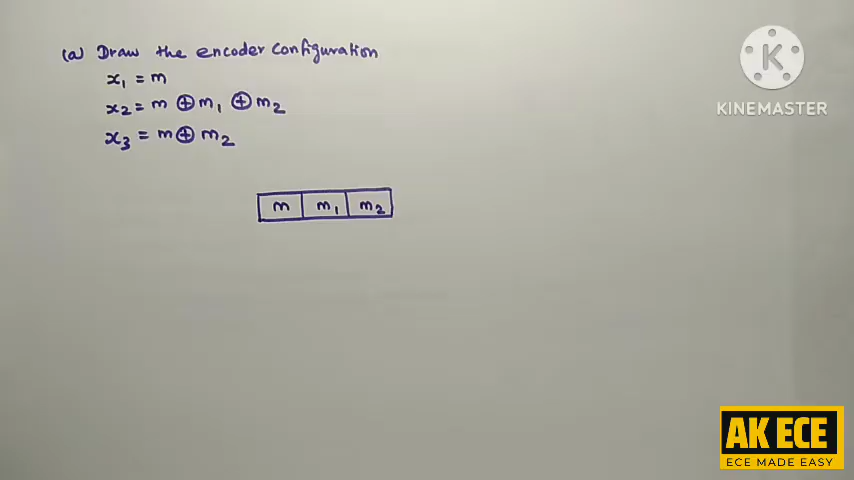 (a) Draw the encoder configuration
x₁ = m
x₂ = m ⊕ m₁ ⊕ m₂
x₃ = m ⊕ m₂
m m₁ m₂
K
KINEMASTER
AK ECE
ECE MADE EASY